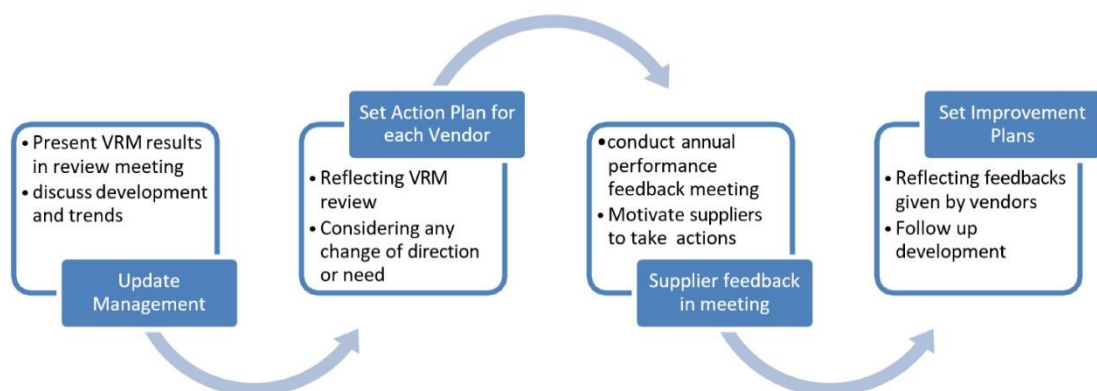 • Present VRM results
in review meeting
• discuss development
and trends
Update
Management
Set Action Plan for
each Vendor
• Reflecting VRM
review
• Considering any
change of direction
or need
•conduct annual
performance
feedback meeting
• Motivate suppliers
to take actions
Supplier feedback
in meeting
Set Improvement
Plans
• Reflecting feedbacks
given by vendors
• Follow up
development